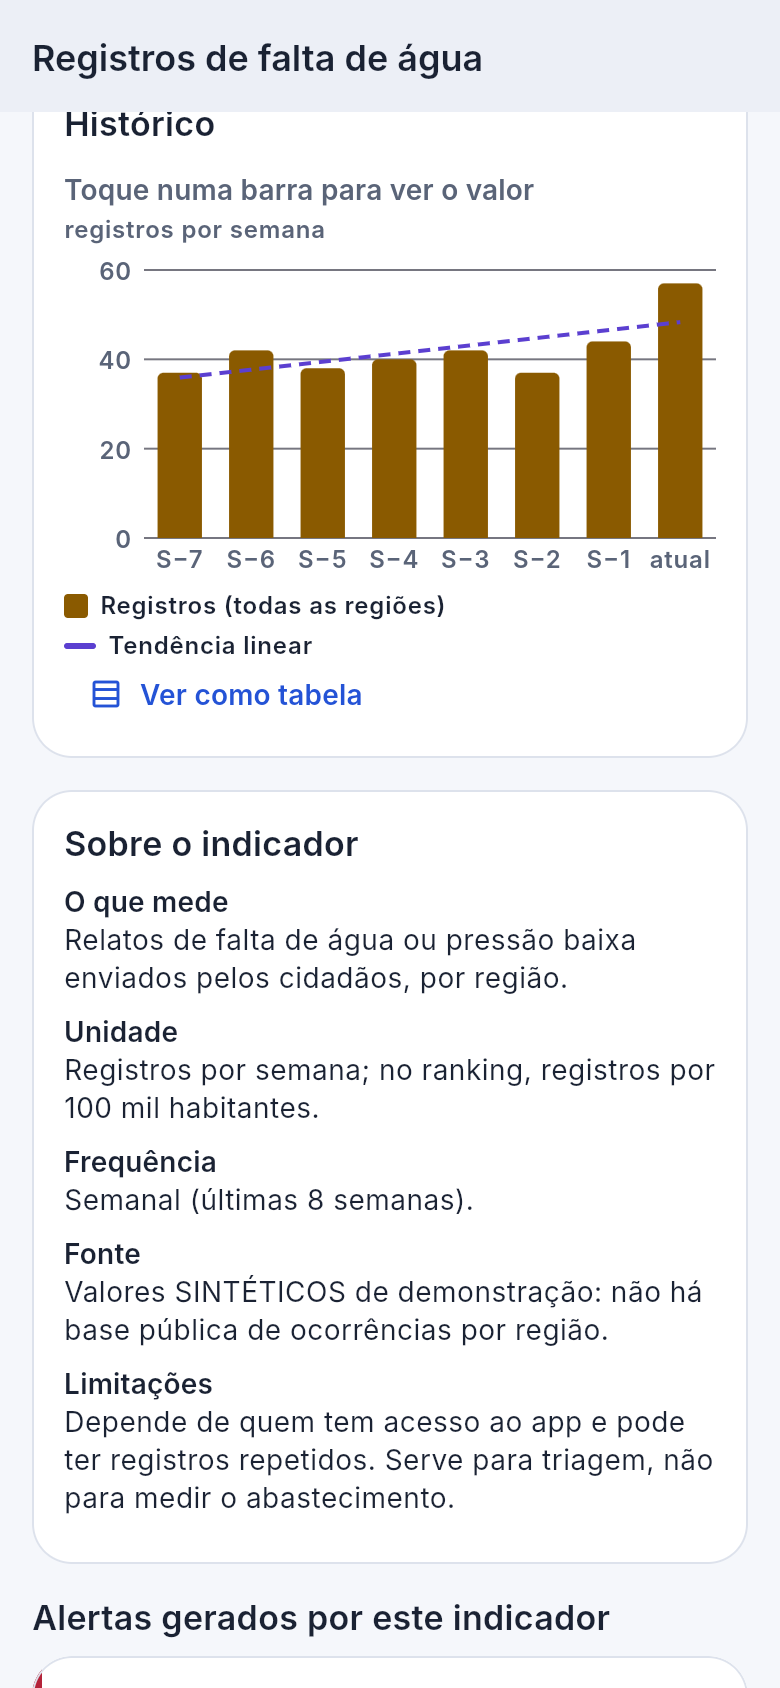 Registros de falta de água
Histórico
Toque numa barra para ver o valor
registros por semana
60
40
20
0
S−7 S−6 S−5 S−4 S−3 S−2 S−1 atual
Registros (todas as regiões)
Tendência linear
Ver como tabela
Sobre o indicador
O que mede
Relatos de falta de água ou pressão baixa
enviados pelos cidadãos, por região.
Unidade
Registros por semana; no ranking, registros por
100 mil habitantes.
Frequência
Semanal (últimas 8 semanas).
Fonte
Valores SINTÉTICOS de demonstração: não há
base pública de ocorrências por região.
Limitações
Depende de quem tem acesso ao app e pode
ter registros repetidos. Serve para triagem, não
para medir o abastecimento.
Alertas gerados por este indicador